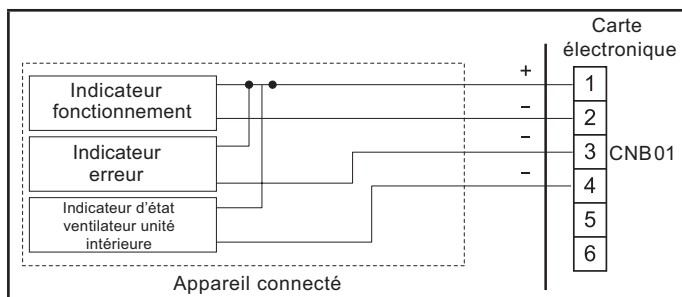 Carte
électronique
Indicateur
fonctionnement
Indicateur
erreur
Indicateur d'état
ventilateur unité
intérieure
Appareil connecté
+
−
−
−
1
2
3
4
5
6
CNB01